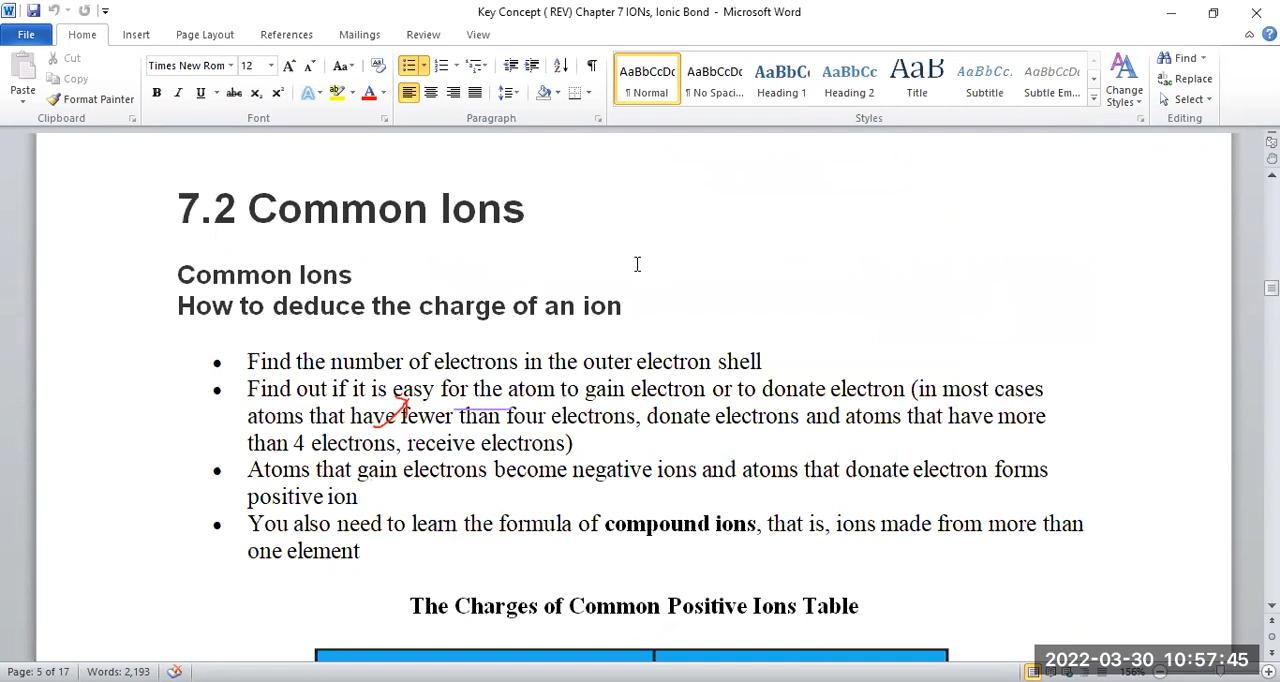 Key Concept ( REV) Chapter 7 IONs, Ionic Bond - Microsoft Word
File Home Insert Page Layout References Mailings Review View
Cut
Copy
Paste
Format Painter
Clipboard
Times New Rom 12
Font
Paragraph
AaBbCcDc AaBbCcDc AaBbC AaBbCc AaB AaBbCc. AaBbCcDc
¶ Normal ¶ No Spaci... Heading 1 Heading 2 Title Subtitle Subtle Em...
Styles
Change
Styles
Find
Replace
Select
Editing
7.2 Common Ions
Common Ions
How to deduce the charge of an ion
• Find the number of electrons in the outer electron shell
• Find out if it is easy for the atom to gain electron or to donate electron (in most cases
atoms that have fewer than four electrons, donate electrons and atoms that have more
than 4 electrons, receive electrons)
• Atoms that gain electrons become negative ions and atoms that donate electron forms
positive ion
• You also need to learn the formula of compound ions, that is, ions made from more than
one element
The Charges of Common Positive Ions Table
Page: 5 of 17 Words: 2,193
156%
2022-03-30 10:57:45